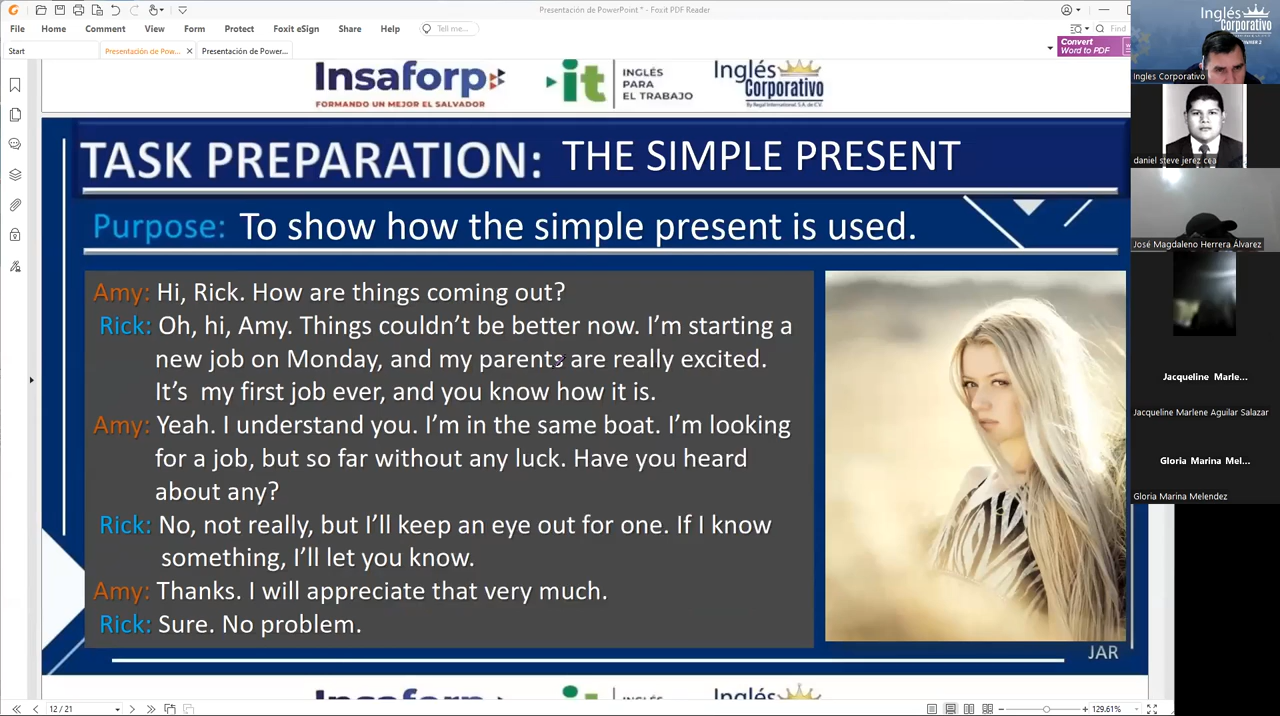 Presentación de PowerPoint * - Foxit PDF Reader
File Home Comment View Form Protect Foxit eSign Share Help Tell me... Find
Start Presentación de Pow... Presentación de Power...
Convert
Word to PDF
Insaforp
FORMANDO UN MEJOR EL SALVADOR
it
INGLÉS
PARA
EL TRABAJO
Inglés
Corporativo
TASK PREPARATION: THE SIMPLE PRESENT
Purpose: To show how the simple present is used.
Amy: Hi, Rick. How are things coming out?
Rick: Oh, hi, Amy. Things couldn't be better now. I'm starting a
new job on Monday, and my parents are really excited.
It's my first job ever, and you know how it is.
Amy: Yeah. I understand you. I'm in the same boat. I'm looking
for a job, but so far without any luck. Have you heard
about any?
Rick: No, not really, but I'll keep an eye out for one. If I know
something, I'll let you know.
Amy: Thanks. I will appreciate that very much.
Rick: Sure. No problem.
JAR
Insaforp it INGLÉS Inglés
12 / 21
129.61%
Inglés
Corporativo
Ingles Corporativo
daniel steve jerez cea
José Magdaleno Herrera Álvarez
Jacqueline Marle...
Jacqueline Marlene Aguilar Salazar
Gloria Marina Mel...
Gloria Marina Melendez